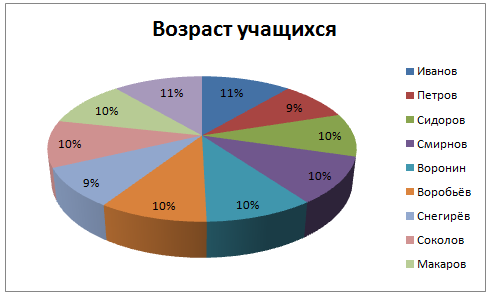 Возраст учащихся
11%
11%
9%
10%
10%
10%
10%
9%
10%
10%
Иванов
Петров
Сидоров
Смирнов
Воронин
Воробьёв
Снегирёв
Соколов
Макаров